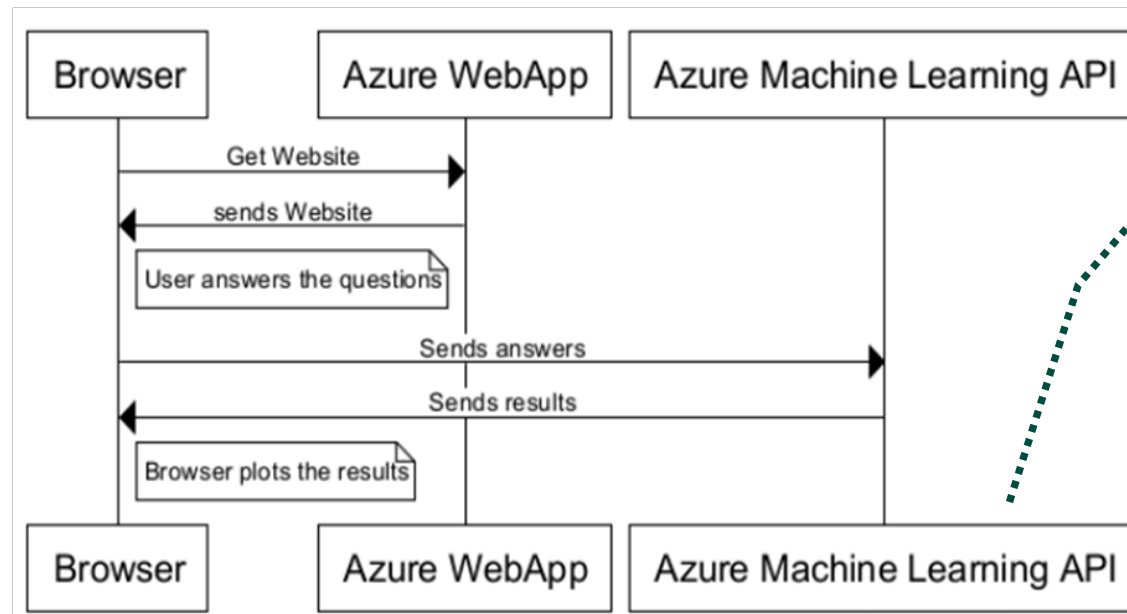 Browser
Azure WebApp
Azure Machine Learning API
Get Website
sends Website
User answers the questions
Sends answers
Sends results
Browser plots the results
Browser
Azure WebApp
Azure Machine Learning API